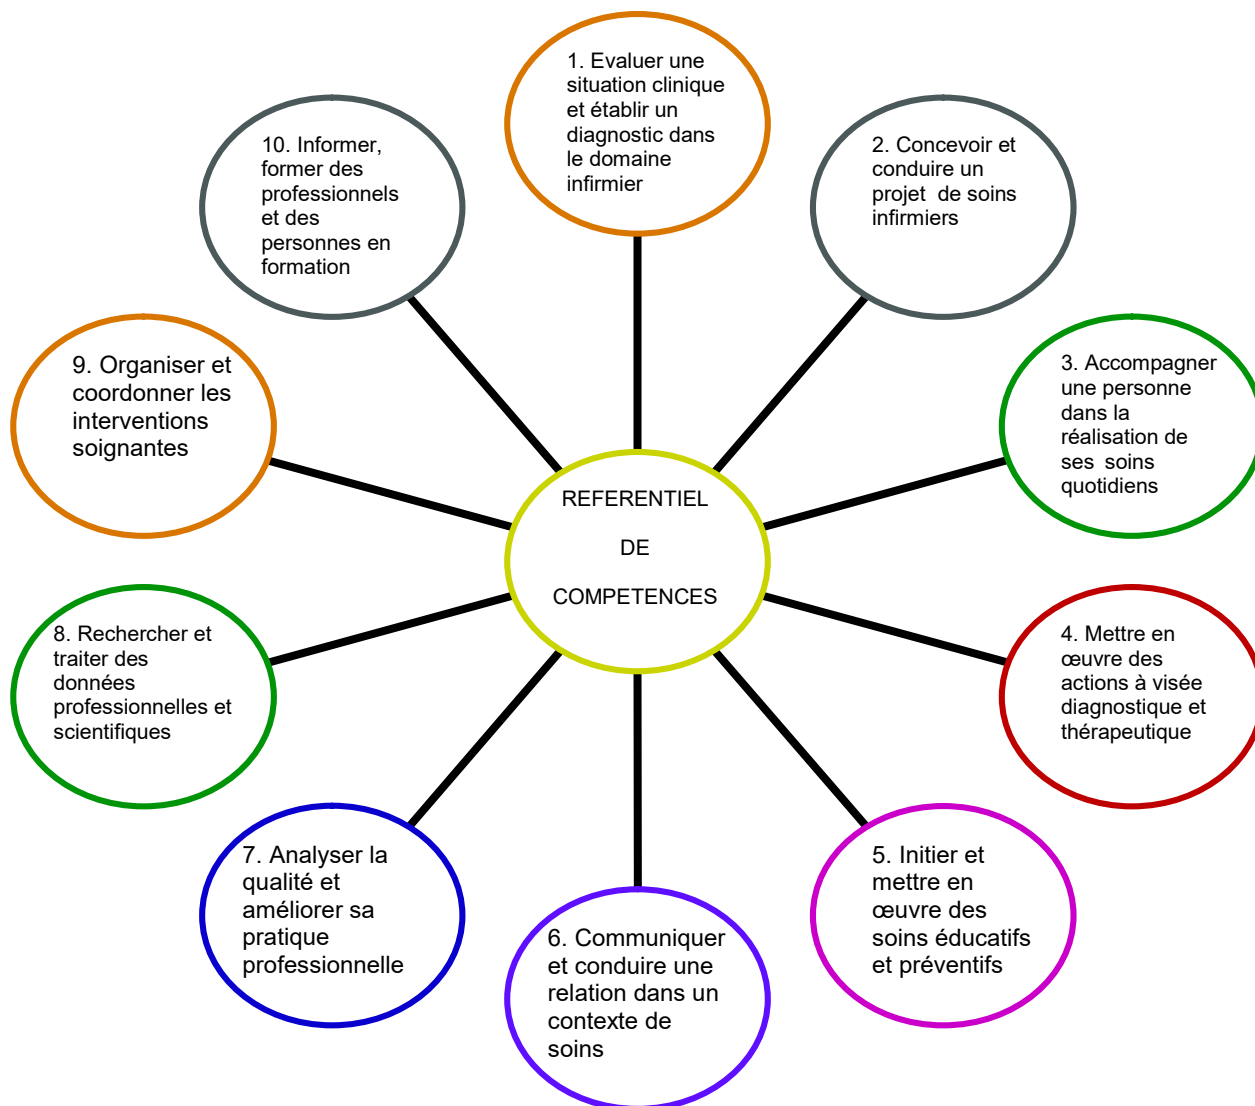 1. Evaluer une
situation clinique
et établir un
diagnostic dans
le domaine
infirmier
2. Concevoir et
conduire un
projet  de soins
infirmiers
3. Accompagner
une personne
dans la
réalisation de
ses  soins
quotidiens
4. Mettre en
œuvre des
actions à visée
diagnostique et
thérapeutique
5. Initier et
mettre en
œuvre des
soins éducatifs
et préventifs
6. Communiquer
et conduire une
relation dans un
contexte de
soins
7. Analyser la
qualité et
améliorer sa
pratique
professionnelle
8. Rechercher et
traiter des
données
professionnelles et
scientifiques
9. Organiser et
coordonner les
interventions
soignantes
10. Informer,
former des
professionnels
et des
personnes en
formation
REFERENTIEL
DE
COMPETENCES